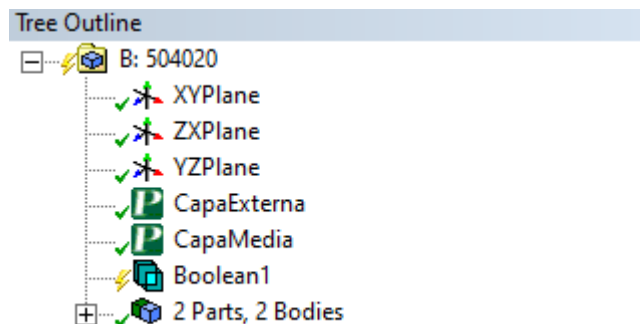 Tree Outline
B: 504020
XYPlane
ZXPlane
YZPlane
P CapaExterna
P CapaMedia
Boolean1
2 Parts, 2 Bodies